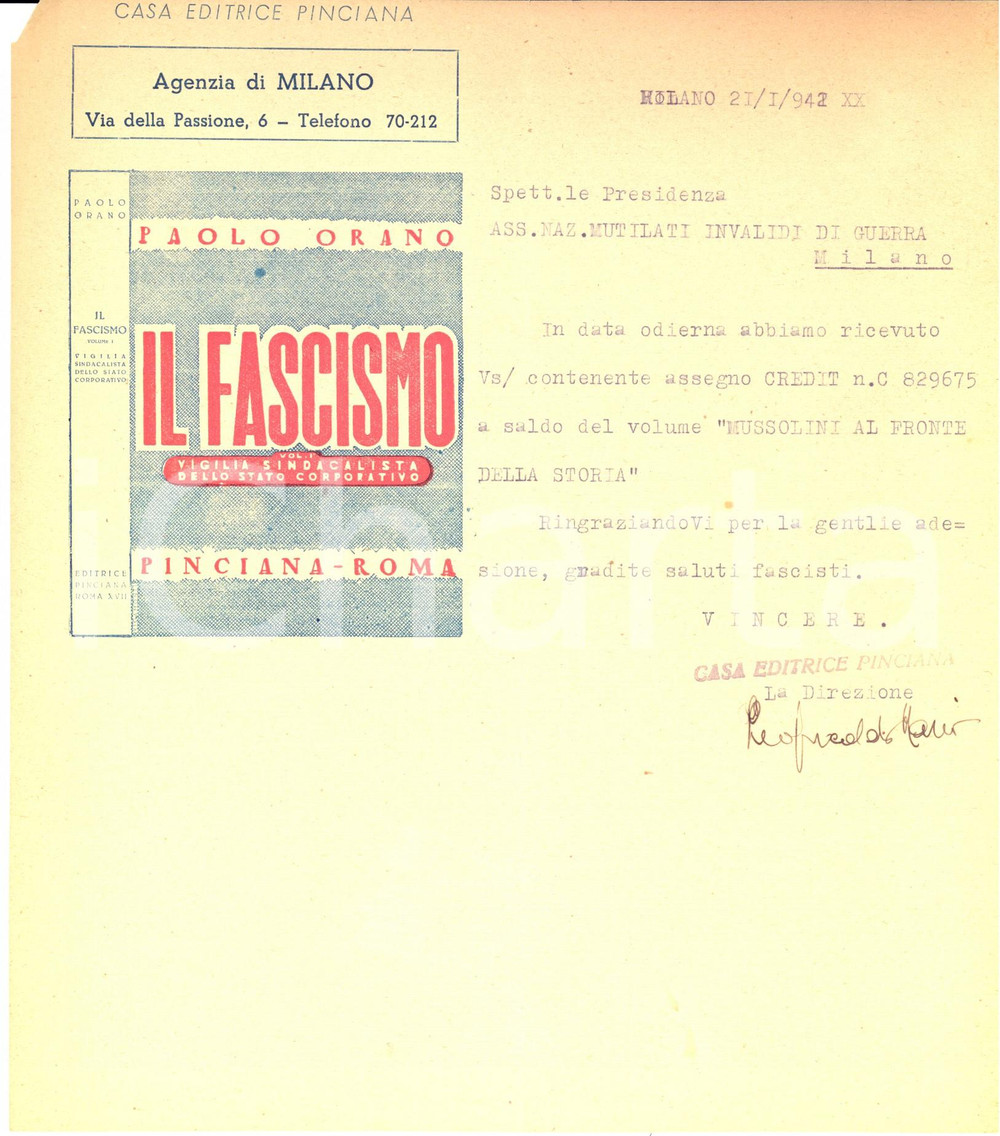 CASA EDITRICE PINCIANA
Agenzia di MILANO
Via della Passione, 6 – Telefono 70-212
PAOLO
ORANO
IL
FASCISMO
VOLUME I
VIGILIA
SINDACALISTA
DELLO STATO
CORPORATIVO
EDITRICE
PINCIANA
ROMA XVII
PAOLO ORANO
IL FASCISMO
VOL. I
VIGILIA SINDACALISTA
DELLO STATO CORPORATIVO
PINCIANA-ROMA
MILANO 21/I/942 XX
Spett.le Presidenza
ASS.NAZ.MUTILATI INVALIDI DI GUERRA
Milano
In data odierna abbiamo ricevuto
Vs/ contenente assegno CREDIT n.C 829675
a saldo del volume "MUSSOLINI AL FRONTE
DELLA STORIA"
RingraziandoVi per la gentlie ade=
sione, gradite saluti fascisti.
VINCERE.
CASA EDITRICE PINCIANA
La Direzione
iCharta